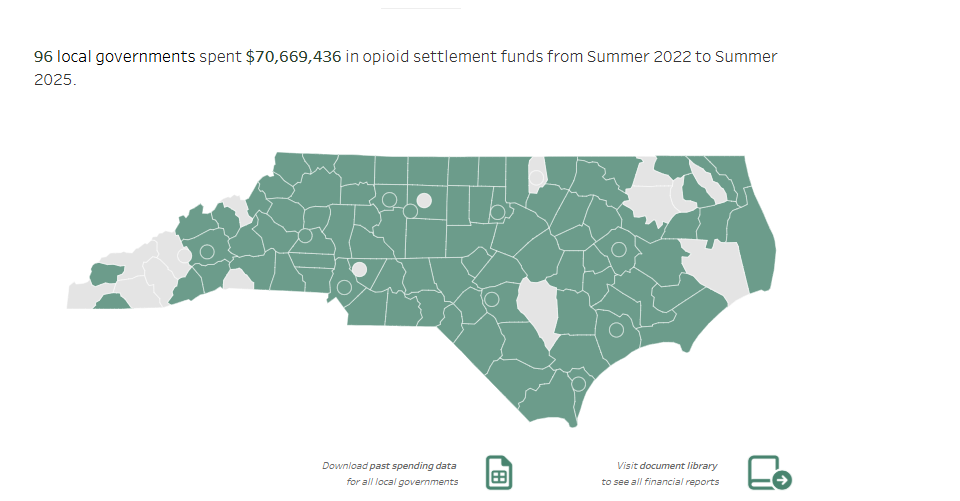 96 local governments spent $70,669,436 in opioid settlement funds from Summer 2022 to Summer
2025.
Download past spending data
for all local governments
Visit document library
to see all financial reports